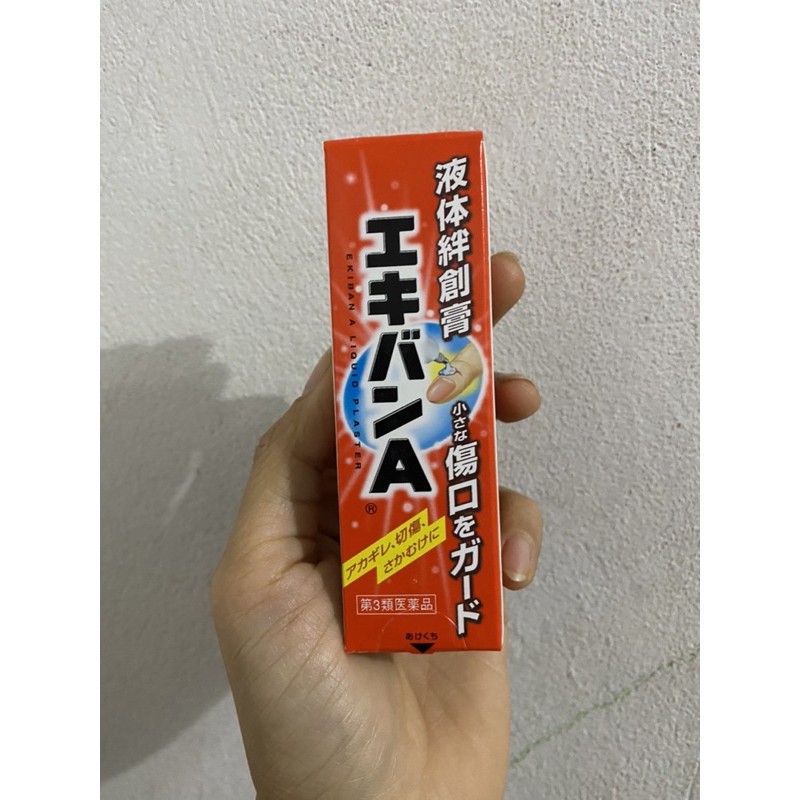 液体絆創膏
小さな傷口をガード
エキバンA
®
EKIBAN A LIQUID PLASTER
アカギレ、切傷、
さかむけに
第3類医薬品
あけくち